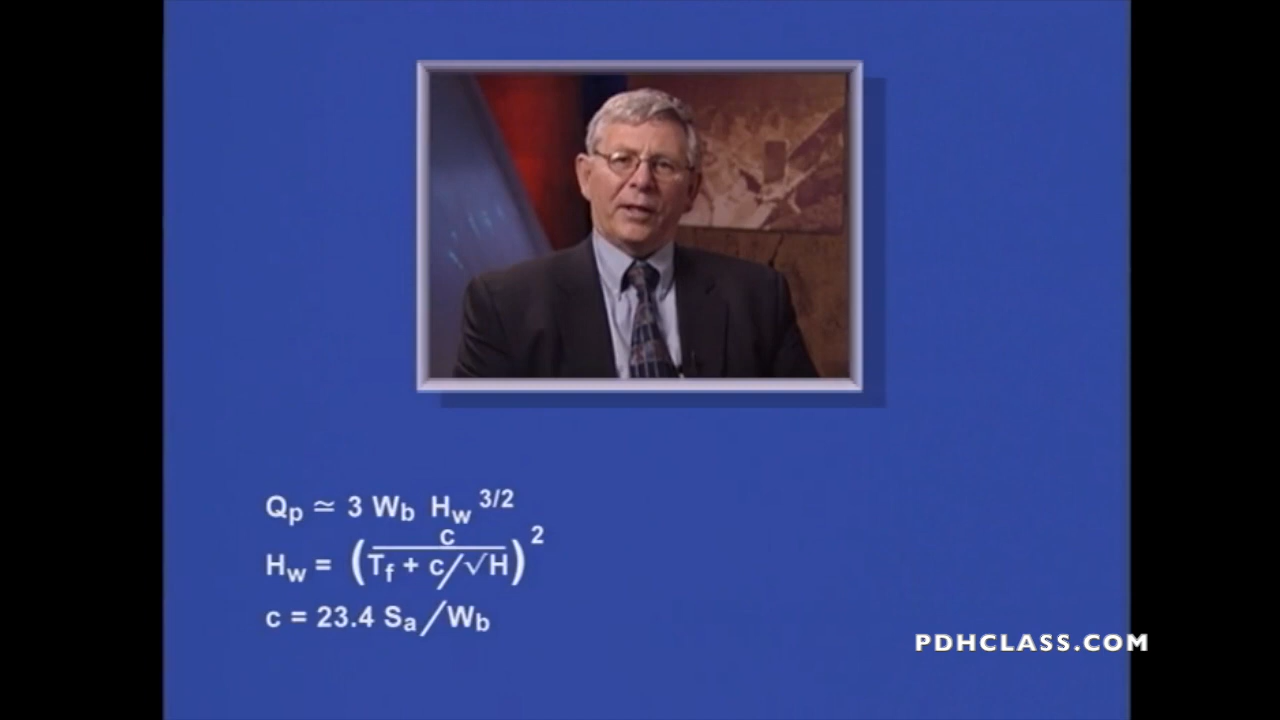 Qp ≃ 3 Wb Hw 3/2
Hw = (c / Tf + c/√H)2
c = 23.4 Sa/Wb
PDHCLASS.COM